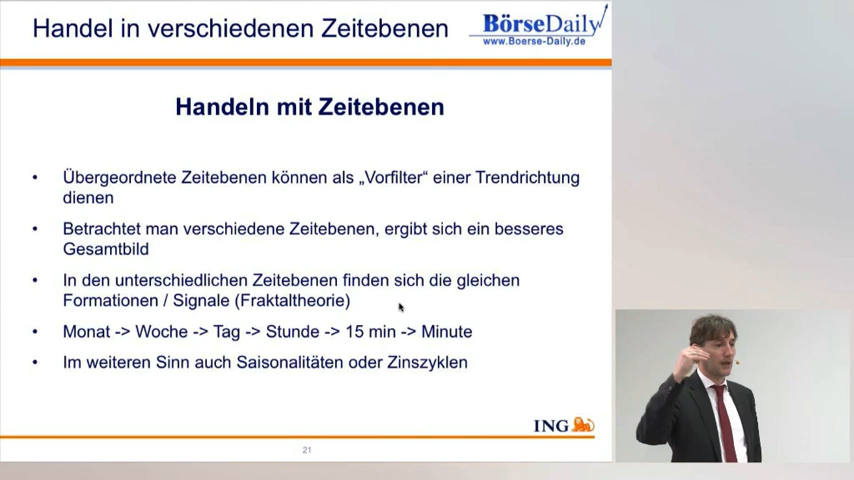 Handel in verschiedenen Zeitebenen
BörseDaily
www.Boerse-Daily.de
Handeln mit Zeitebenen
• Übergeordnete Zeitebenen können als „Vorfilter“ einer Trendrichtung
dienen
• Betrachtet man verschiedene Zeitebenen, ergibt sich ein besseres
Gesamtbild
• In den unterschiedlichen Zeitebenen finden sich die gleichen
Formationen / Signale (Fraktaltheorie)
• Monat -> Woche -> Tag -> Stunde -> 15 min -> Minute
• Im weiteren Sinn auch Saisonalitäten oder Zinszyklen
ING
21